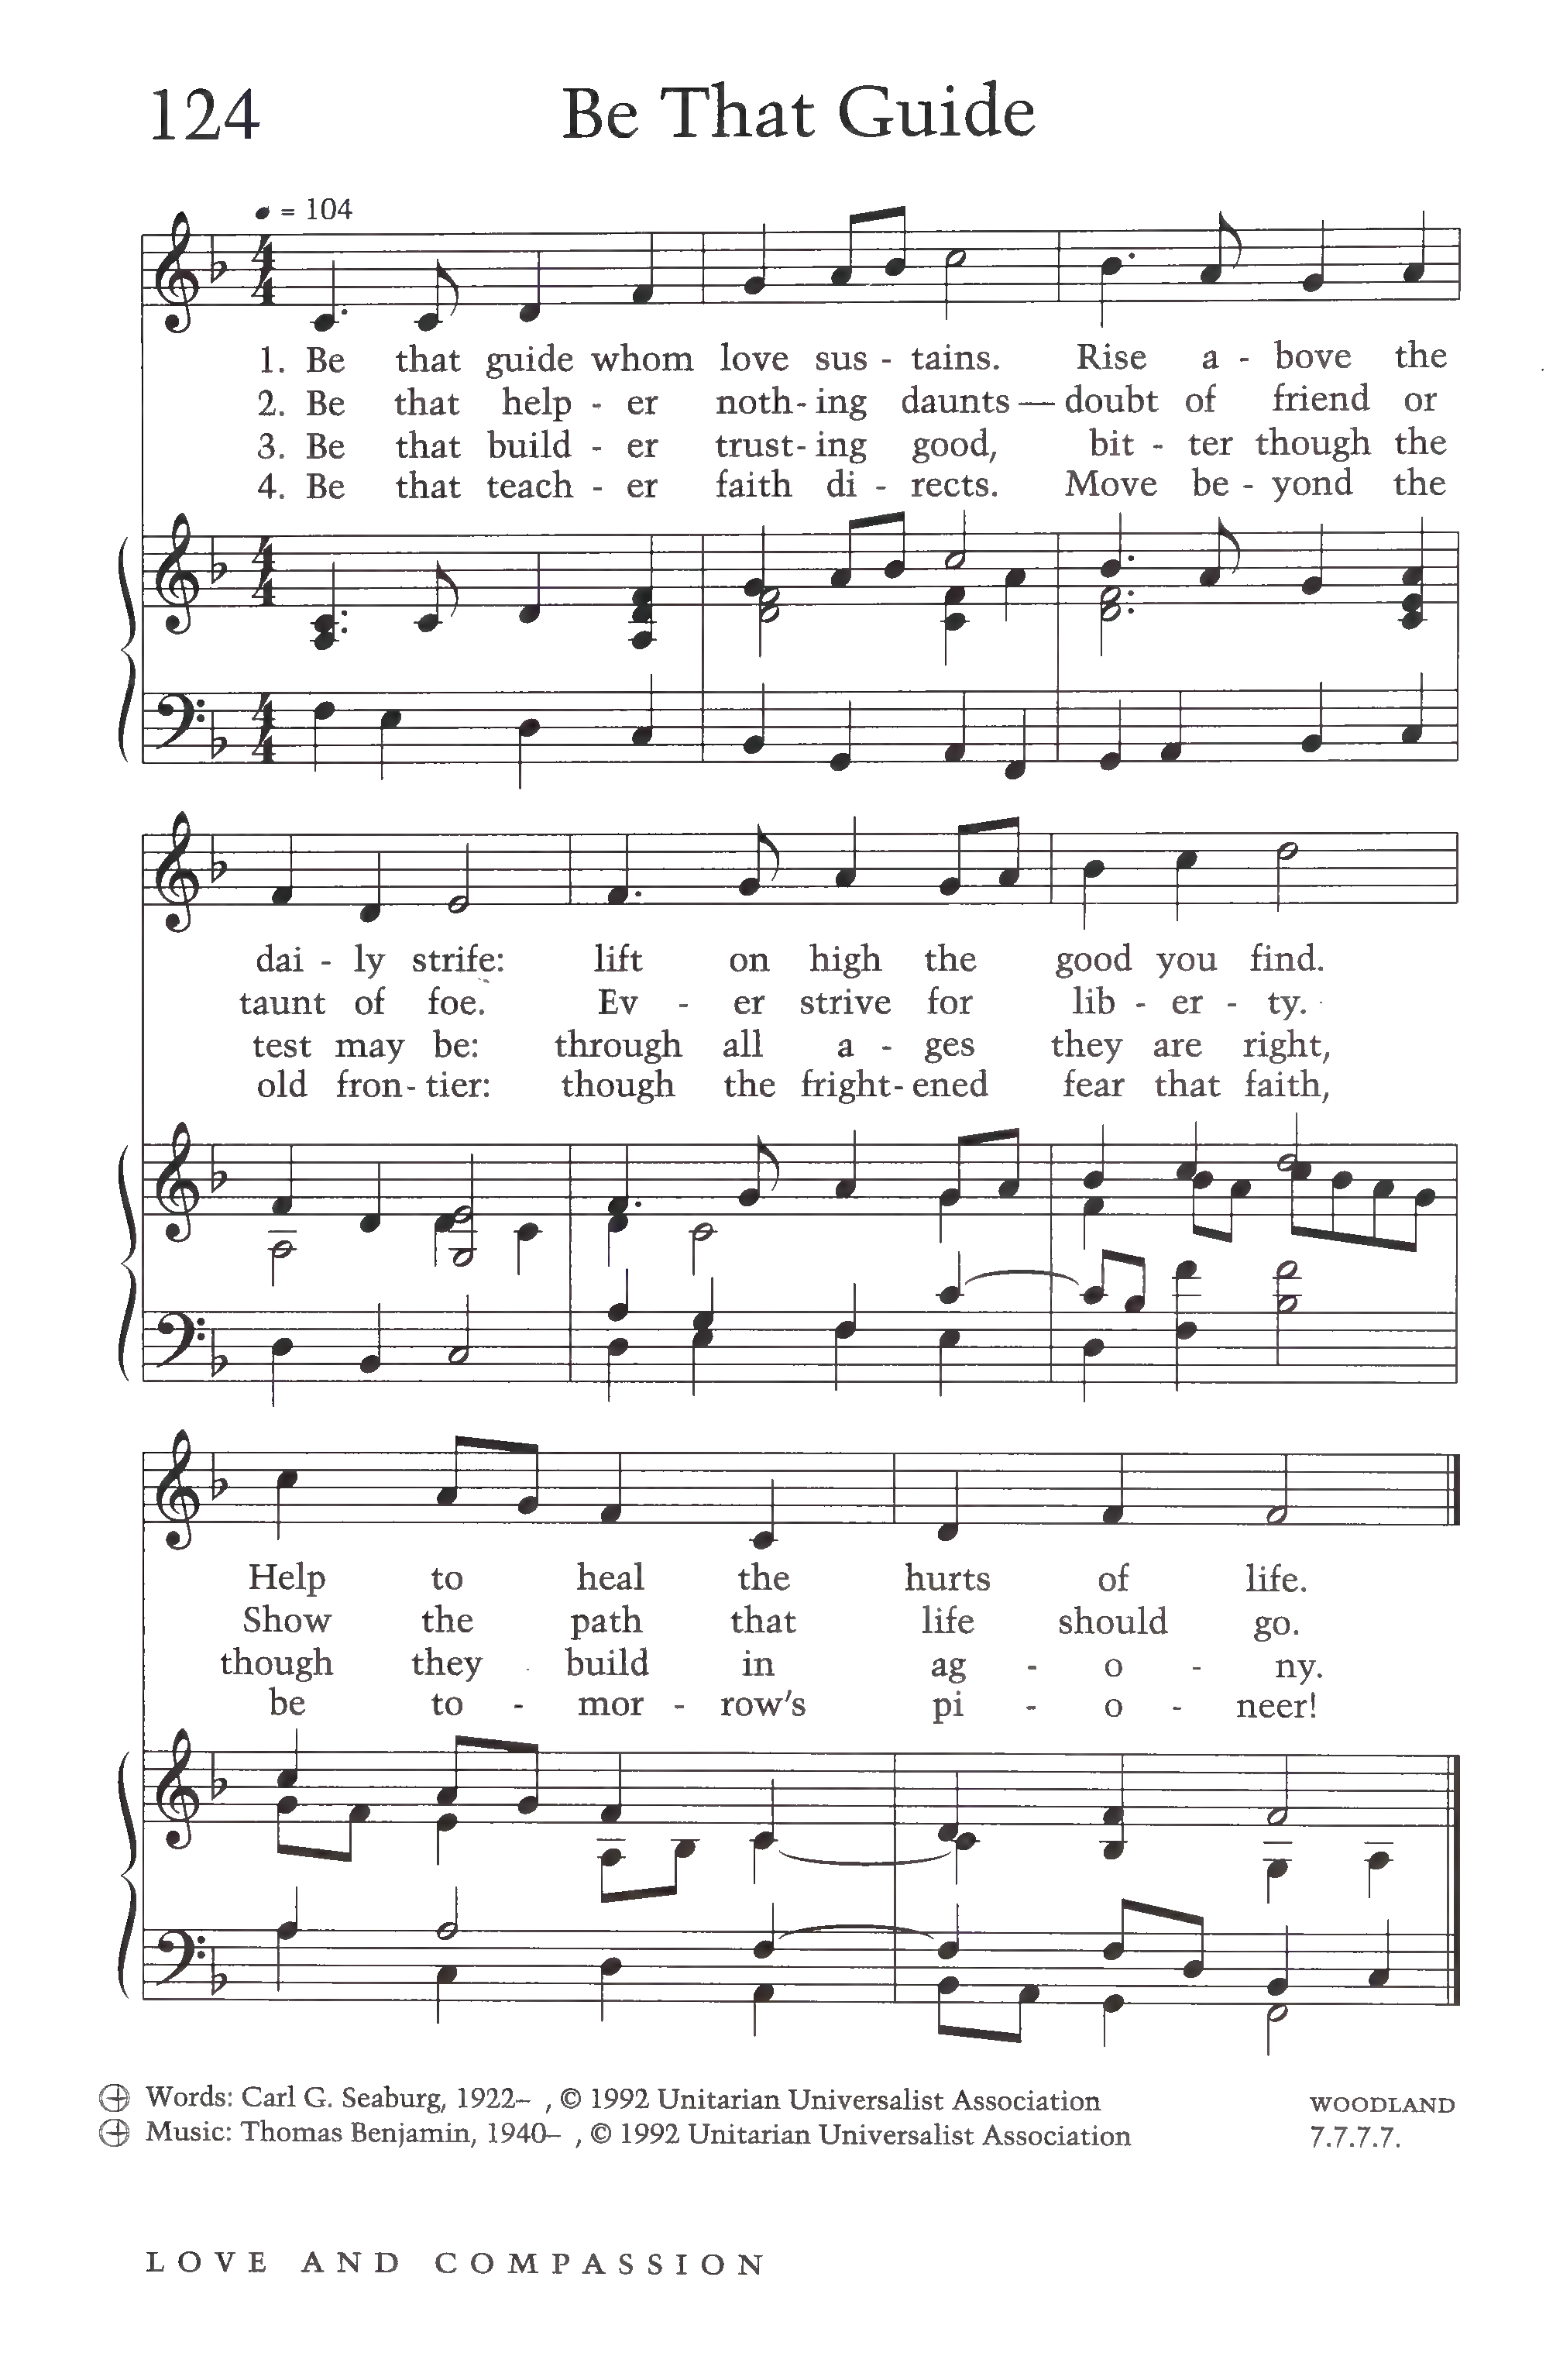 124 Be That Guide
= 104
1. Be that guide whom love sus - tains. Rise a - bove the
2. Be that help - er noth - ing daunts — doubt of friend or
3. Be that build - er trust - ing good, bit - ter though the
4. Be that teach - er faith di - rects. Move be - yond the
dai - ly strife: lift on high the good you find.
taunt of foe. Ev - er strive for lib - er - ty.
test may be: through all a - ges they are right,
old fron - tier: though the fright - ened fear that faith,
Help to heal the hurts of life.
Show the path that life should go.
though they build in ag - o - ny.
be to - mor - row's pi - o - neer!
Words: Carl G. Seaburg, 1922– , © 1992 Unitarian Universalist Association WOODLAND
Music: Thomas Benjamin, 1940– , © 1992 Unitarian Universalist Association 7.7.7.7.
LOVE AND COMPASSION